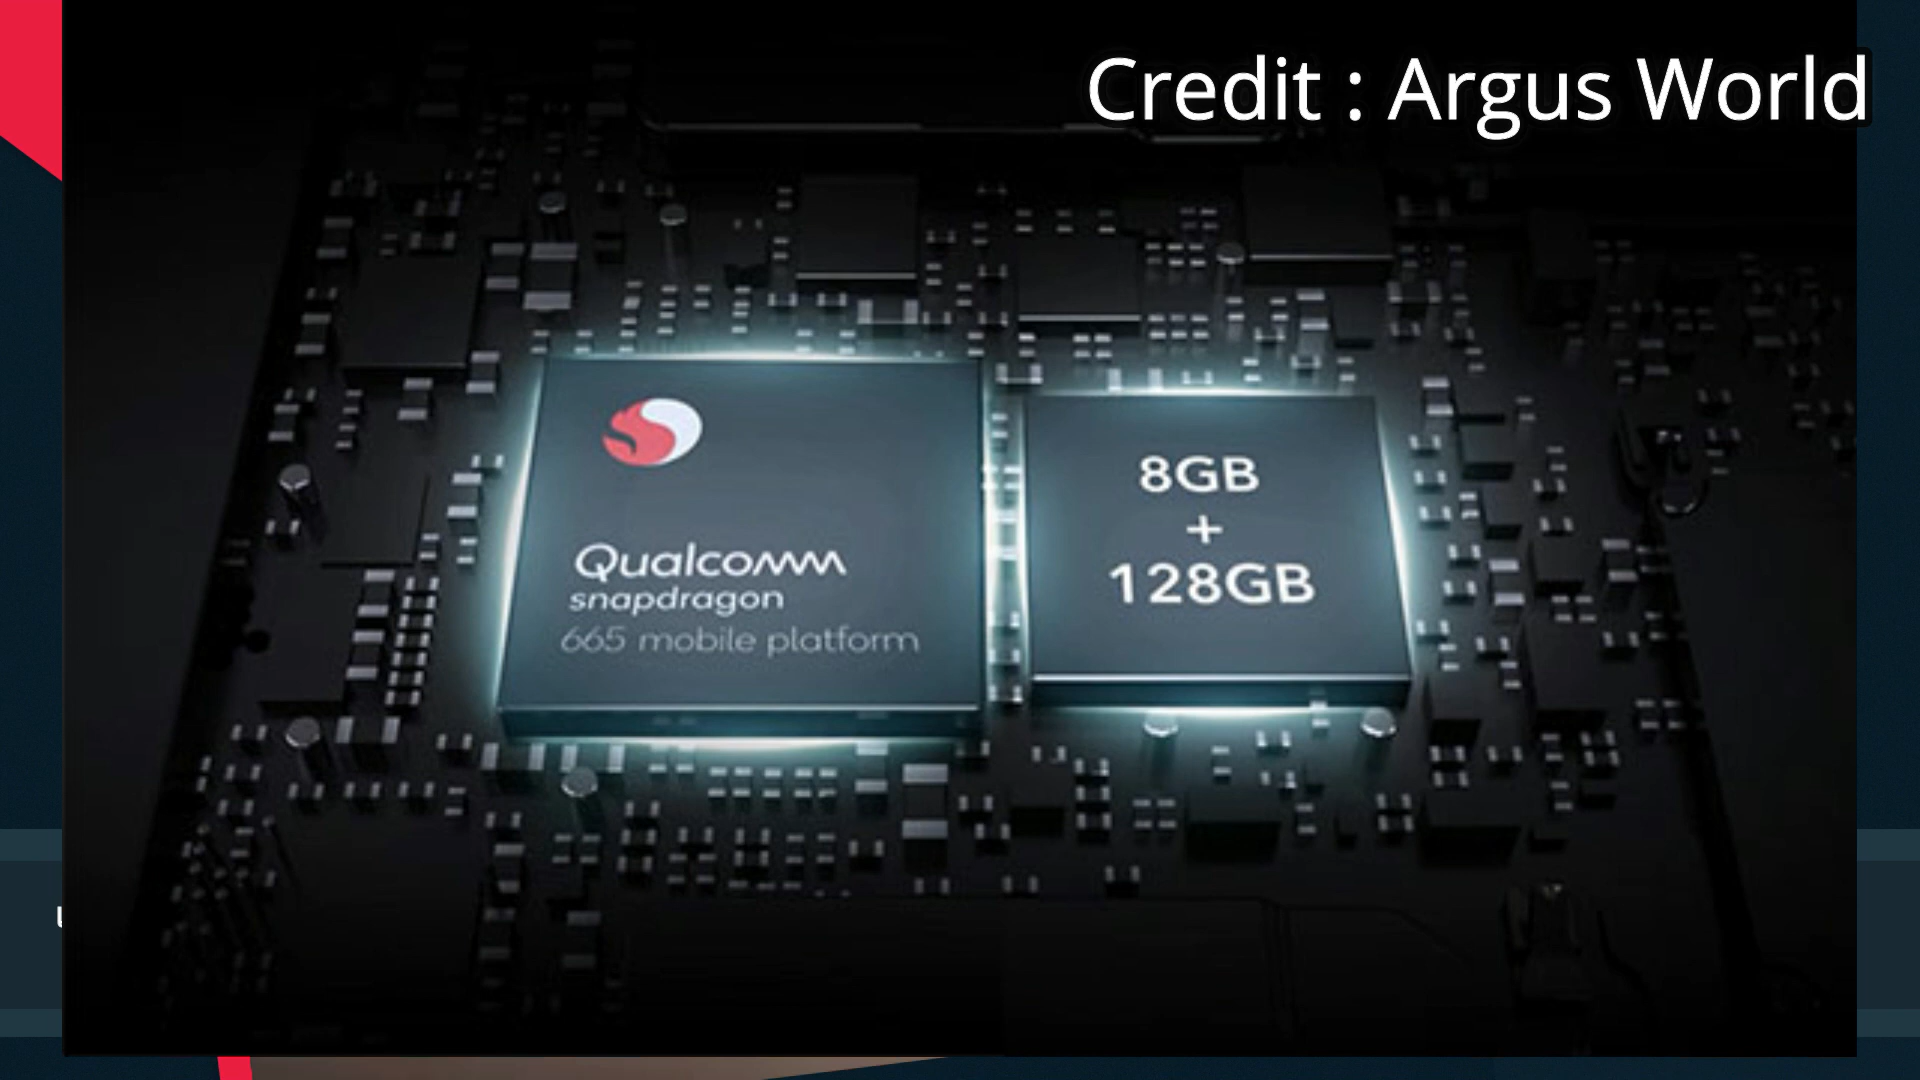 Credit : Argus World
Qualcomm
snapdragon
665 mobile platform
8GB
+
128GB